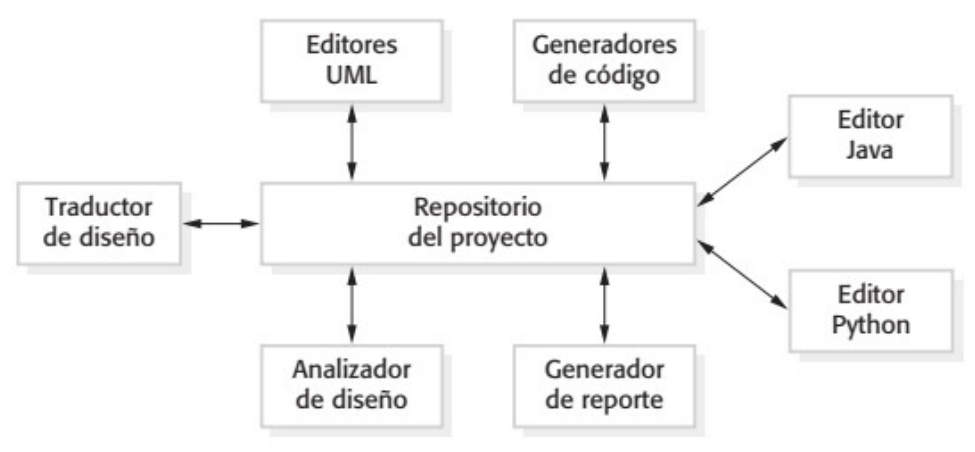 Editores
UML
Generadores
de código
Editor
Java
Traductor
de diseño
Repositorio
del proyecto
Editor
Python
Analizador
de diseño
Generador
de reporte